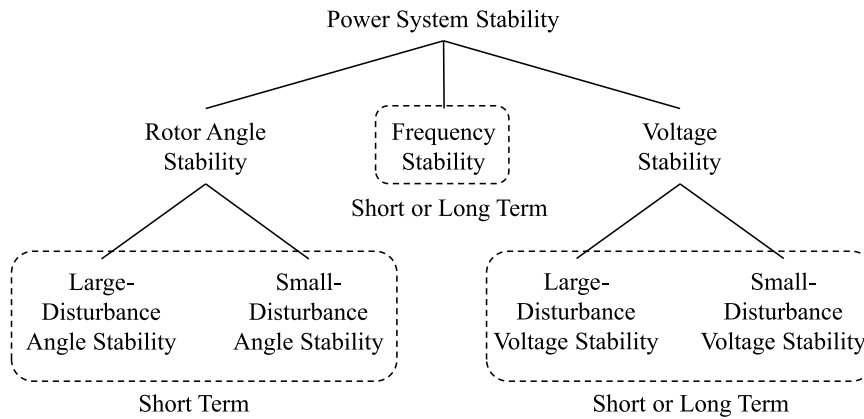 Power System Stability
Rotor Angle
Stability
Frequency
Stability
Voltage
Stability
Short or Long Term
Large-
Disturbance
Angle Stability
Small-
Disturbance
Angle Stability
Large-
Disturbance
Voltage Stability
Small-
Disturbance
Voltage Stability
Short Term
Short or Long Term